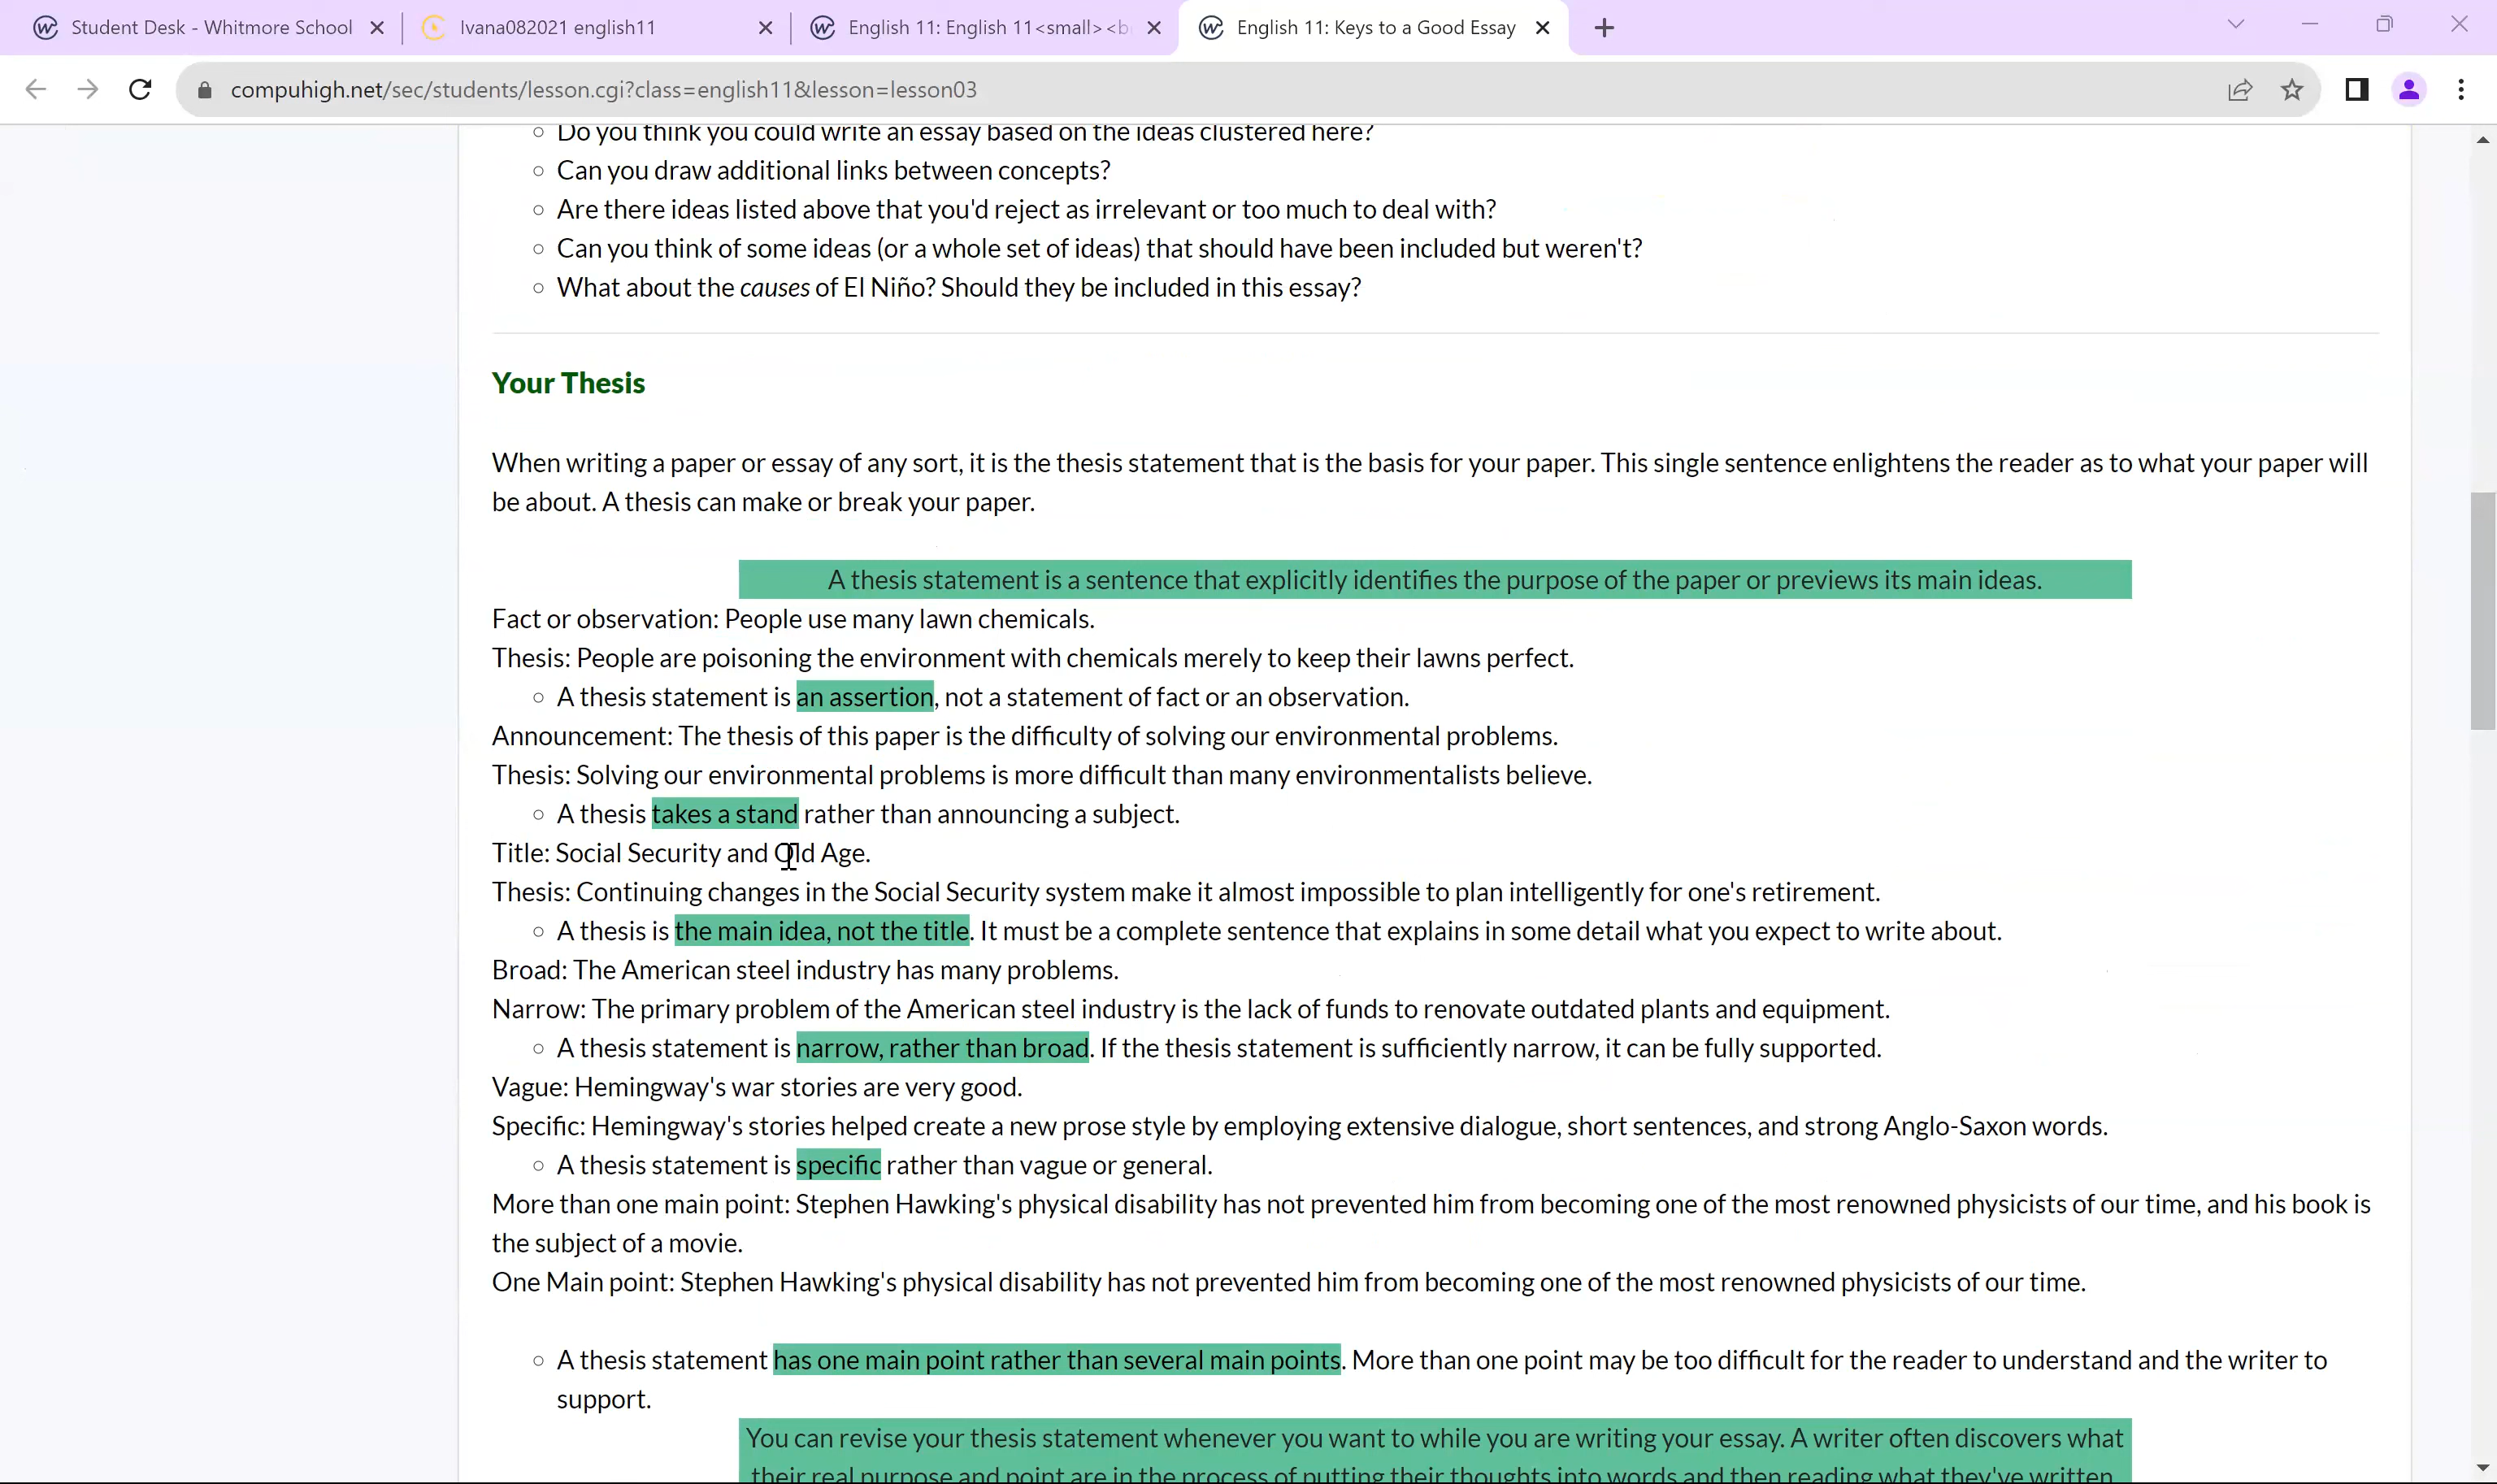 Student Desk - Whitmore School
Ivana082021 english11
English 11: English 11<small><b
English 11: Keys to a Good Essay
compuhigh.net/sec/students/lesson.cgi?class=english11&lesson=lesson03
Do you think you could write an essay based on the ideas clustered here?
Can you draw additional links between concepts?
Are there ideas listed above that you'd reject as irrelevant or too much to deal with?
Can you think of some ideas (or a whole set of ideas) that should have been included but weren't?
What about the causes of El Niño? Should they be included in this essay?
Your Thesis
When writing a paper or essay of any sort, it is the thesis statement that is the basis for your paper. This single sentence enlightens the reader as to what your paper will
be about. A thesis can make or break your paper.
A thesis statement is a sentence that explicitly identifies the purpose of the paper or previews its main ideas.
Fact or observation: People use many lawn chemicals.
Thesis: People are poisoning the environment with chemicals merely to keep their lawns perfect.
A thesis statement is an assertion, not a statement of fact or an observation.
Announcement: The thesis of this paper is the difficulty of solving our environmental problems.
Thesis: Solving our environmental problems is more difficult than many environmentalists believe.
A thesis takes a stand rather than announcing a subject.
Title: Social Security and Old Age.
Thesis: Continuing changes in the Social Security system make it almost impossible to plan intelligently for one's retirement.
A thesis is the main idea, not the title. It must be a complete sentence that explains in some detail what you expect to write about.
Broad: The American steel industry has many problems.
Narrow: The primary problem of the American steel industry is the lack of funds to renovate outdated plants and equipment.
A thesis statement is narrow, rather than broad. If the thesis statement is sufficiently narrow, it can be fully supported.
Vague: Hemingway's war stories are very good.
Specific: Hemingway's stories helped create a new prose style by employing extensive dialogue, short sentences, and strong Anglo-Saxon words.
A thesis statement is specific rather than vague or general.
More than one main point: Stephen Hawking's physical disability has not prevented him from becoming one of the most renowned physicists of our time, and his book is
the subject of a movie.
One Main point: Stephen Hawking's physical disability has not prevented him from becoming one of the most renowned physicists of our time.
A thesis statement has one main point rather than several main points. More than one point may be too difficult for the reader to understand and the writer to
support.
You can revise your thesis statement whenever you want to while you are writing your essay. A writer often discovers what
their real purpose and point are in the process of putting their thoughts into words and then reading what they've written.